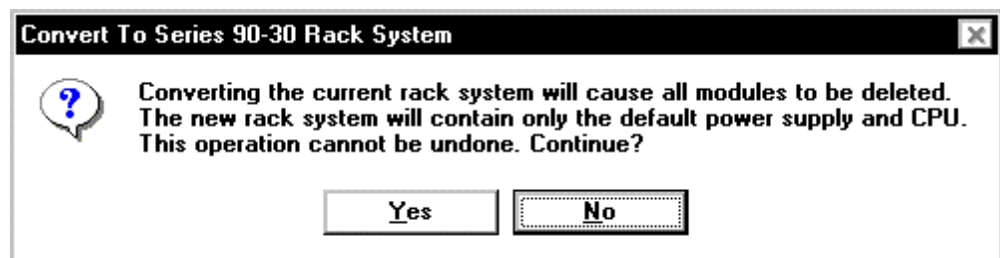 Convert To Series 90-30 Rack System
Converting the current rack system will cause all modules to be deleted.
The new rack system will contain only the default power supply and CPU.
This operation cannot be undone. Continue?
Yes
No